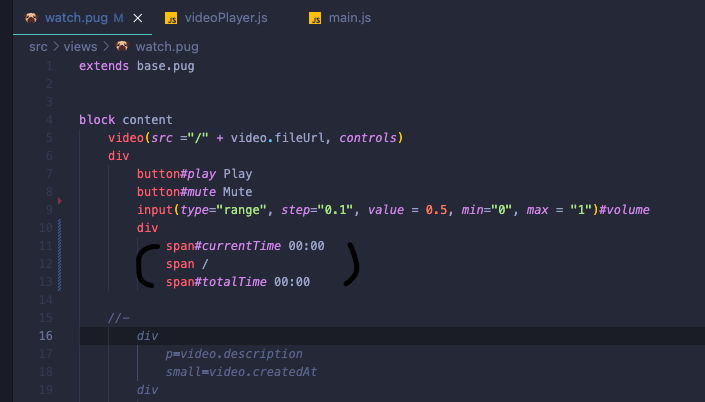 watch.pug M ×
JS videoPlayer.js
JS main.js
src > views > watch.pug
1 extends base.pug
2
3
4 block content
5 video(src ="/" + video.fileUrl, controls)
6 div
7 button#play Play
8 button#mute Mute
9 input(type="range", step="0.1", value = 0.5, min="0", max = "1")#volume
10 div
11 span#currentTime 00:00
12 span /
13 span#totalTime 00:00
14
15 //-
16 div
17 p=video.description
18 small=video.createdAt
19 div